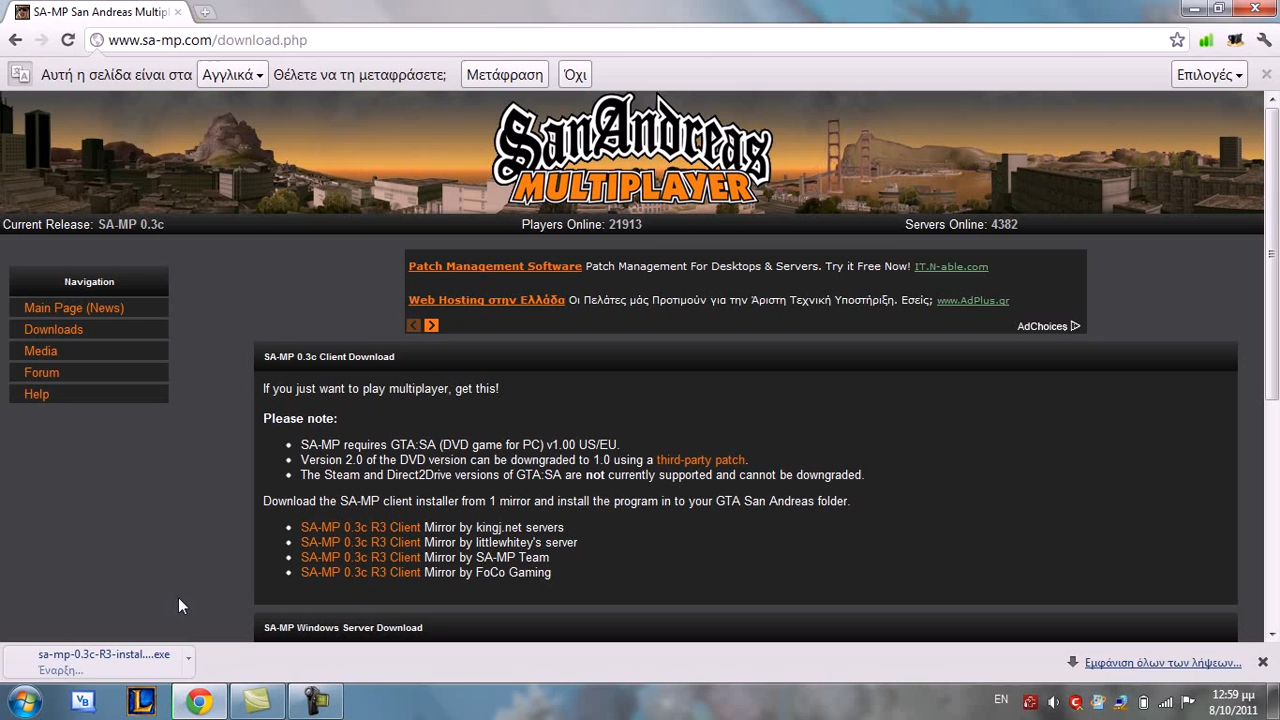 SA-MP San Andreas Multipl
www.sa-mp.com/download.php
Αυτή η σελίδα είναι στα Αγγλικά Θέλετε να τη μεταφράσετε; Μετάφραση Όχι Επιλογές
San Andreas
MULTIPLAYER
Current Release: SA-MP 0.3c Players Online: 21913 Servers Online: 4382
Navigation
Main Page (News)
Downloads
Media
Forum
Help
Patch Management Software Patch Management For Desktops & Servers. Try it Free Now! IT.N-able.com
Web Hosting στην Ελλάδα Οι Πελάτες μάς Προτιμούν για την Άριστη Τεχνική Υποστήριξη. Εσείς; www.AdPlus.gr
AdChoices
SA-MP 0.3c Client Download
If you just want to play multiplayer, get this!
Please note:
SA-MP requires GTA:SA (DVD game for PC) v1.00 US/EU.
Version 2.0 of the DVD version can be downgraded to 1.0 using a third-party patch.
The Steam and Direct2Drive versions of GTA:SA are not currently supported and cannot be downgraded.
Download the SA-MP client installer from 1 mirror and install the program in to your GTA San Andreas folder.
SA-MP 0.3c R3 Client Mirror by kingj.net servers
SA-MP 0.3c R3 Client Mirror by littlewhitey's server
SA-MP 0.3c R3 Client Mirror by SA-MP Team
SA-MP 0.3c R3 Client Mirror by FoCo Gaming
SA-MP Windows Server Download
sa-mp-0.3c-R3-instal....exe
Έναρξη...
Εμφάνιση όλων των λήψεων...
VB
L
EN
12:59 μμ
8/10/2011